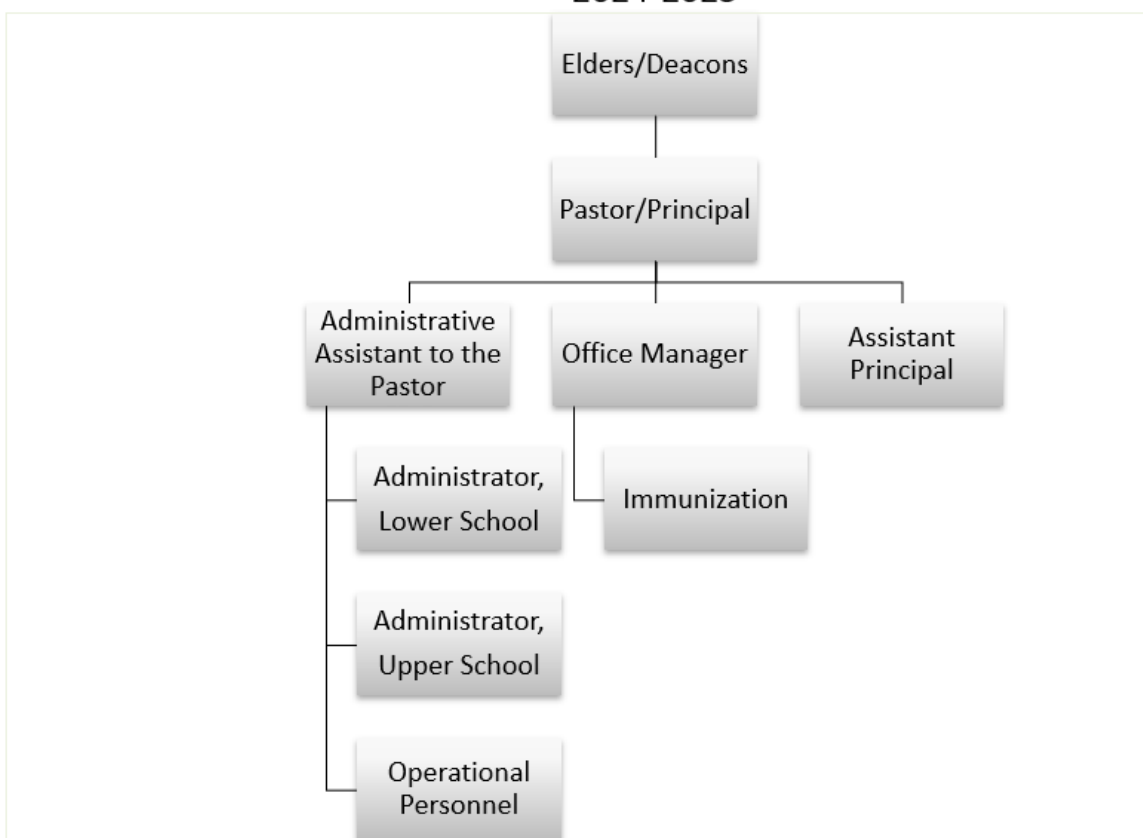 Elders/Deacons
Pastor/Principal
Administrative
Assistant to the
Pastor
Office Manager
Assistant
Principal
Administrator,
Lower School
Immunization
Administrator,
Upper School
Operational
Personnel